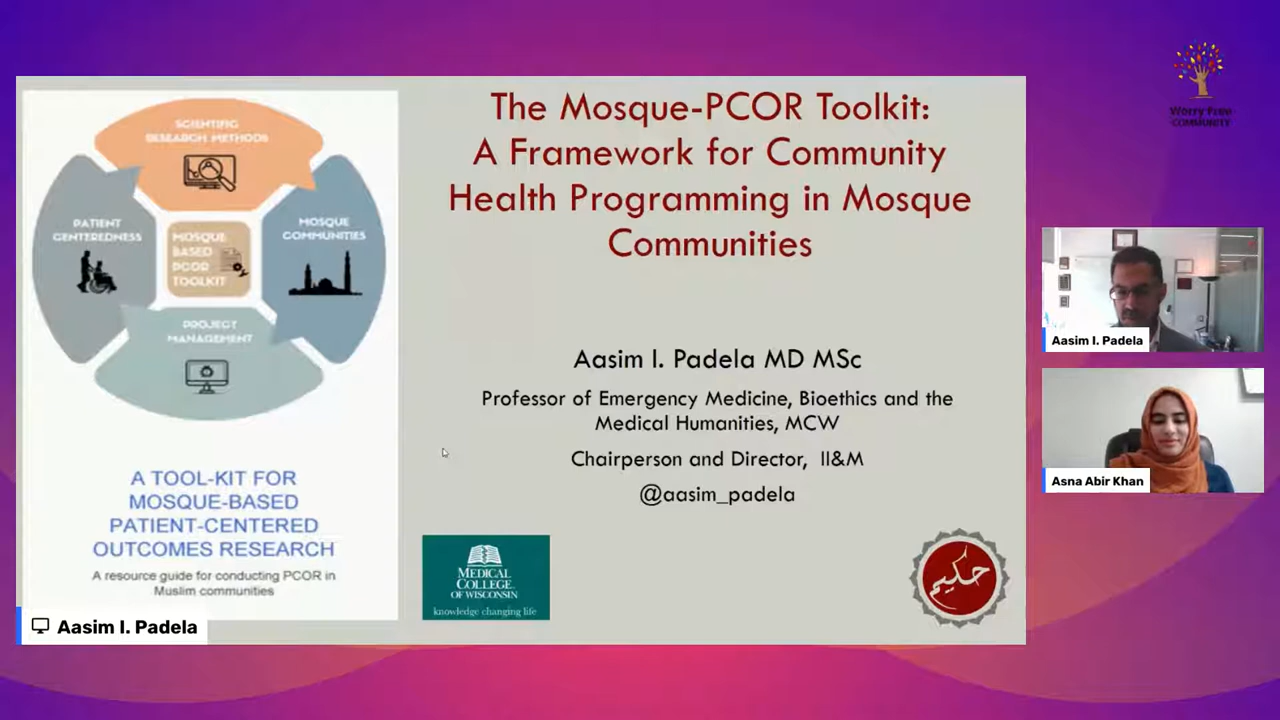 Worry Free
COMMUNITY
SCIENTIFIC
RESEARCH METHODS
PATIENT
CENTEREDNESS
MOSQUE
BASED
PCOR
TOOLKIT
MOSQUE
COMMUNITIES
PROJECT
MANAGEMENT
A TOOL-KIT FOR
MOSQUE-BASED
PATIENT-CENTERED
OUTCOMES RESEARCH
A resource guide for conducting PCOR in
Muslim communities
Aasim I. Padela
The Mosque-PCOR Toolkit:
A Framework for Community
Health Programming in Mosque
Communities
Aasim I. Padela MD MSc
Professor of Emergency Medicine, Bioethics and the
Medical Humanities, MCW
Chairperson and Director, II&M
@aasim_padela
MEDICAL
COLLEGE
OF WISCONSIN
knowledge changing life
حكيم
Aasim I. Padela
Asna Abir Khan